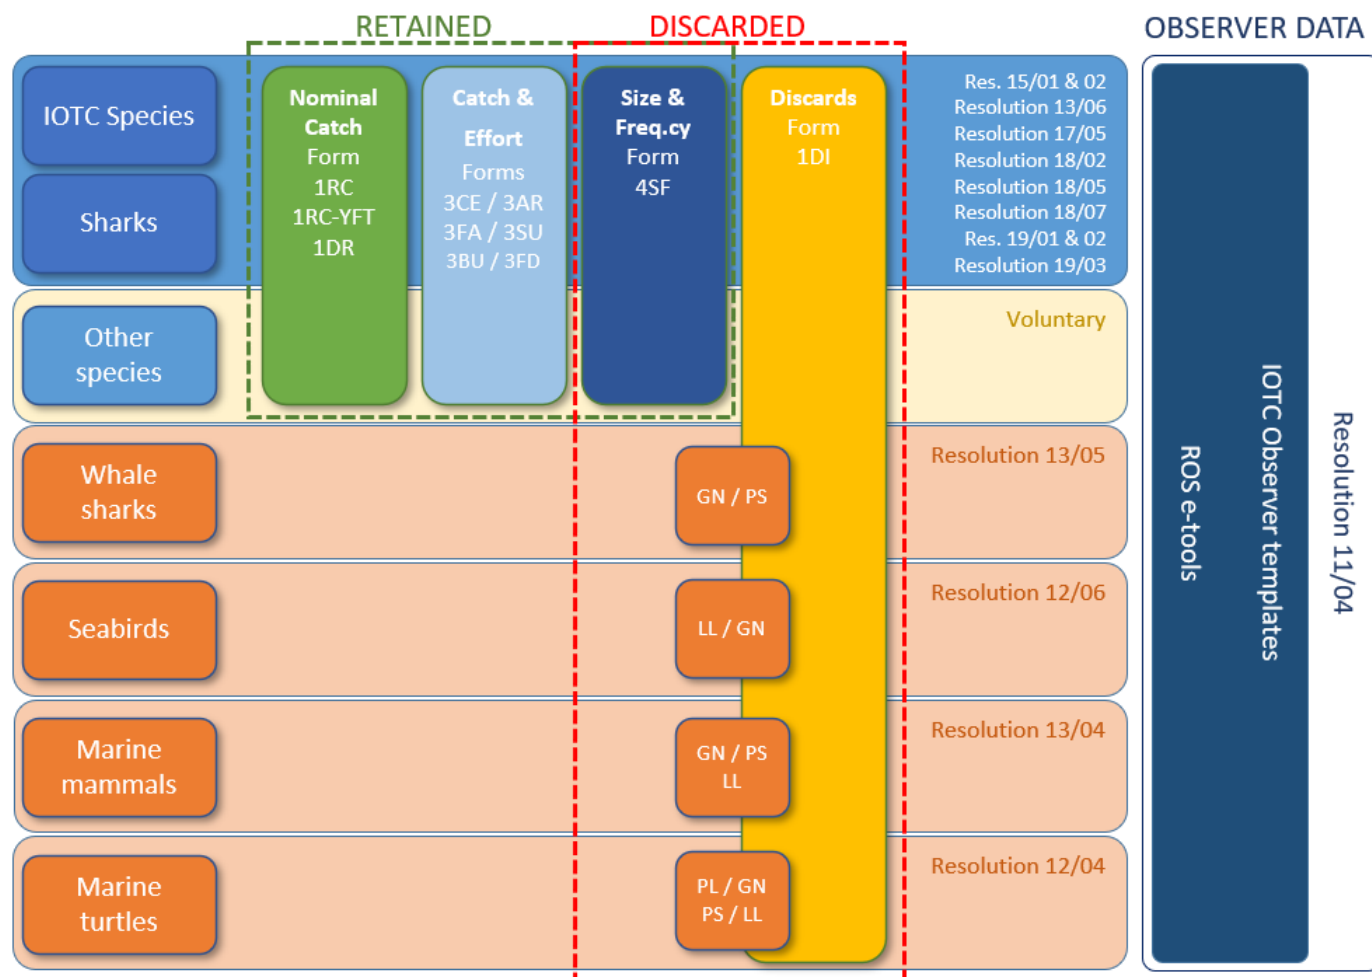 RETAINED
DISCARDED
OBSERVER DATA
IOTC Species
Sharks
Nominal
Catch
Form
1RC
1RC-YFT
1DR
Catch &
Effort
Forms
3CE / 3AR
3FA / 3SU
3BU / 3FD
Size &
Freq.cy
Form
4SF
Discards
Form
1DI
Res. 15/01 & 02
Resolution 13/06
Resolution 17/05
Resolution 18/02
Resolution 18/05
Resolution 18/07
Res. 19/01 & 02
Resolution 19/03
Other
species
Voluntary
Whale
sharks
GN / PS
Resolution 13/05
Seabirds
LL / GN
Resolution 12/06
Marine
mammals
GN / PS
LL
Resolution 13/04
Marine
turtles
PL / GN
PS / LL
Resolution 12/04
ROS e-tools
IOTC Observer templates
Resolution 11/04